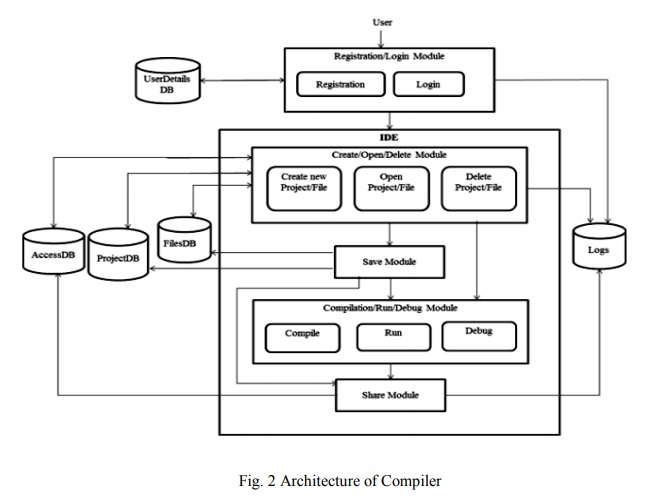 User
Registration/Login Module
Registration
Login
UserDetails
DB
IDE
Create/Open/Delete Module
Create new
Project/File
Open
Project/File
Delete
Project/File
AccessDB
ProjectDB
FilesDB
Logs
Save Module
Compilation/Run/Debug Module
Compile
Run
Debug
Share Module
Fig. 2 Architecture of Compiler